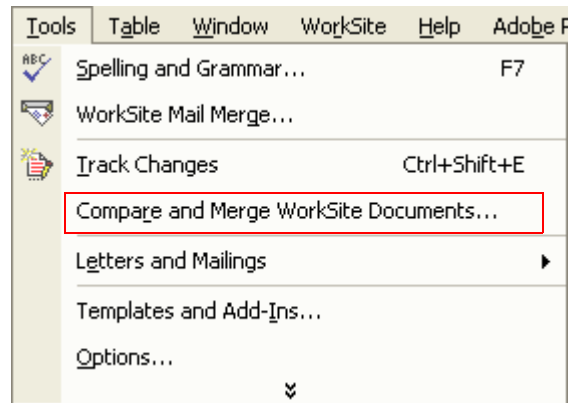 Tools Table Window WorkSite Help Adobe P
ABC Spelling and Grammar... F7
WorkSite Mail Merge...
Track Changes Ctrl+Shift+E
Compare and Merge WorkSite Documents...
Letters and Mailings
Templates and Add-Ins...
Options...